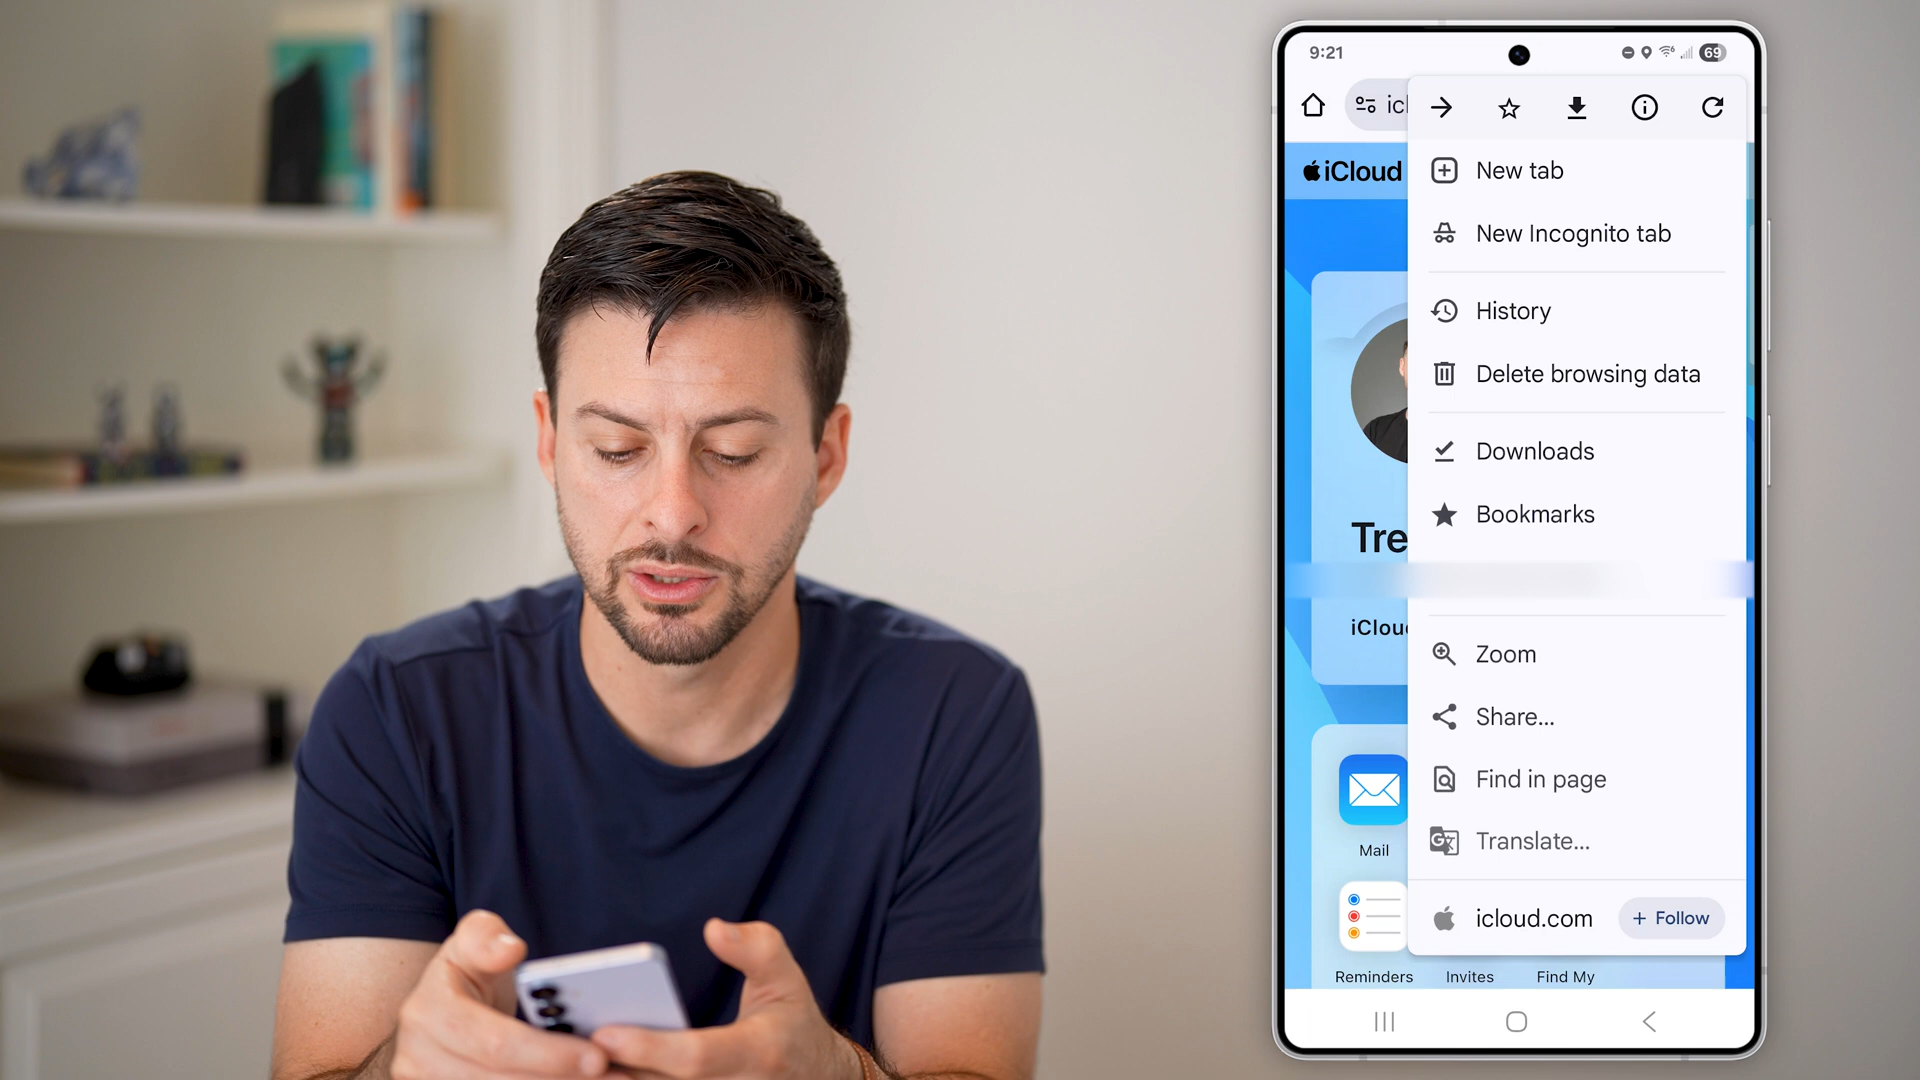 9:21
69
icl
iCloud
New tab
New Incognito tab
History
Delete browsing data
Downloads
Tre
Bookmarks
iClou
Zoom
Share...
Find in page
Mail
Translate...
icloud.com
+ Follow
Reminders
Invites
Find My